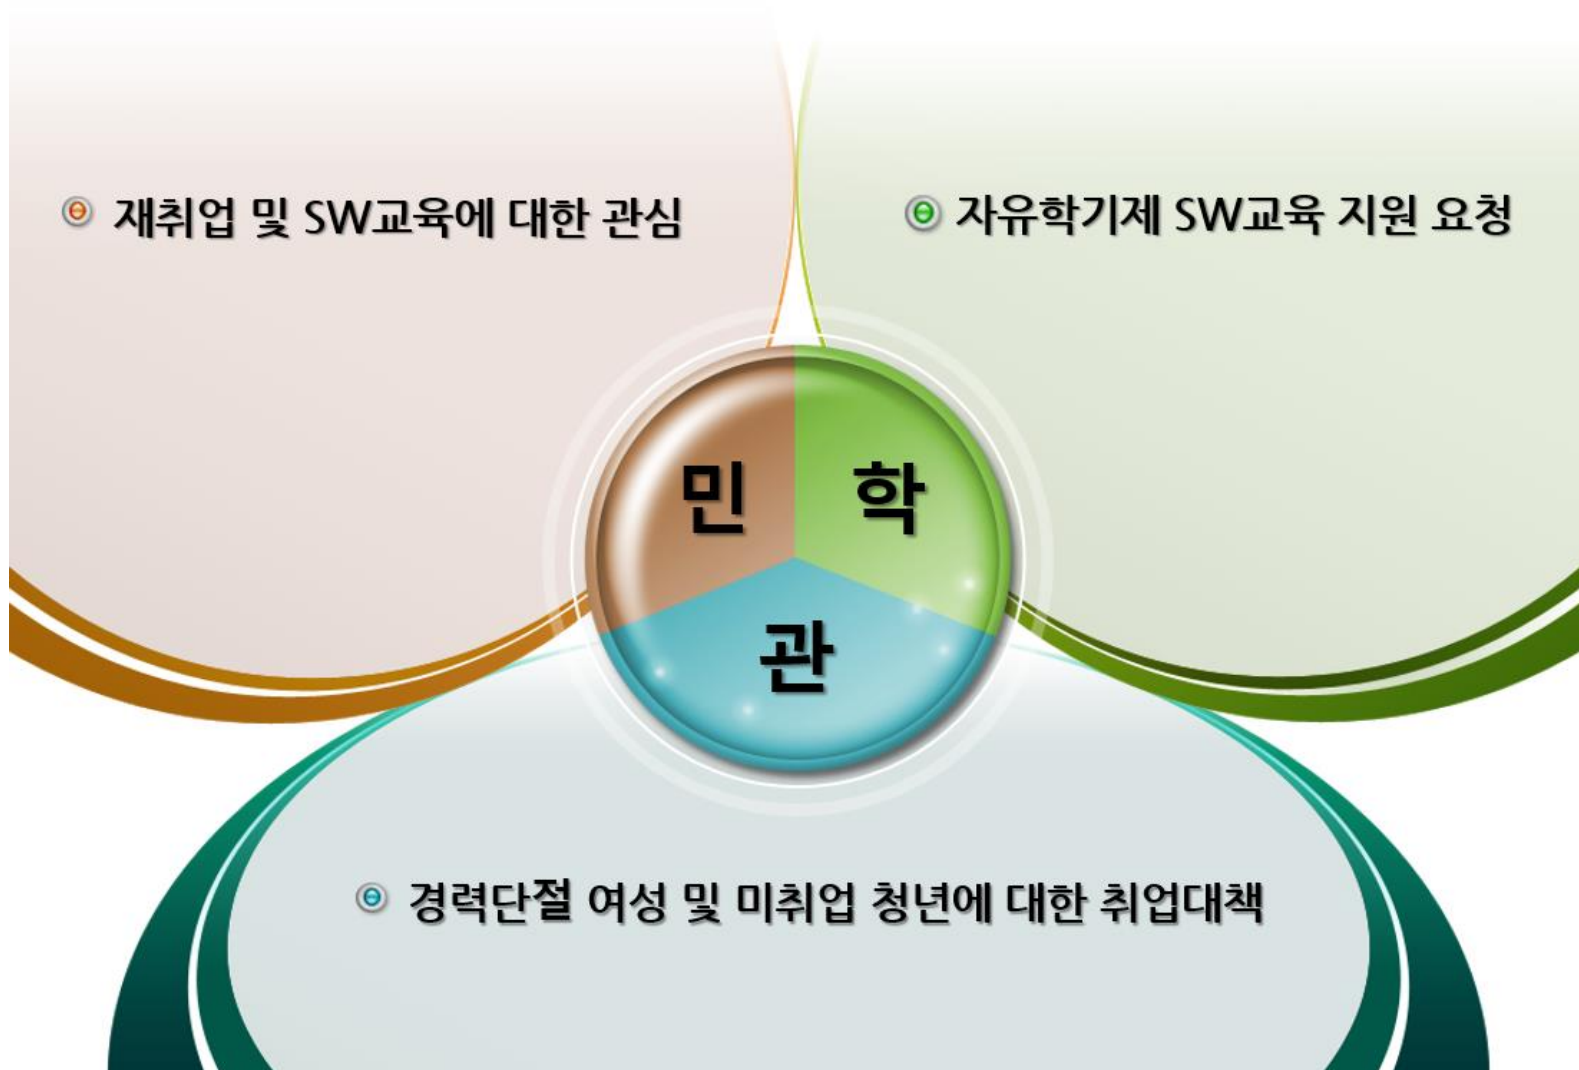 재취업 및 SW교육에 대한 관심
자유학기제 SW교육 지원 요청
민
학
관
경력단절 여성 및 미취업 청년에 대한 취업대책